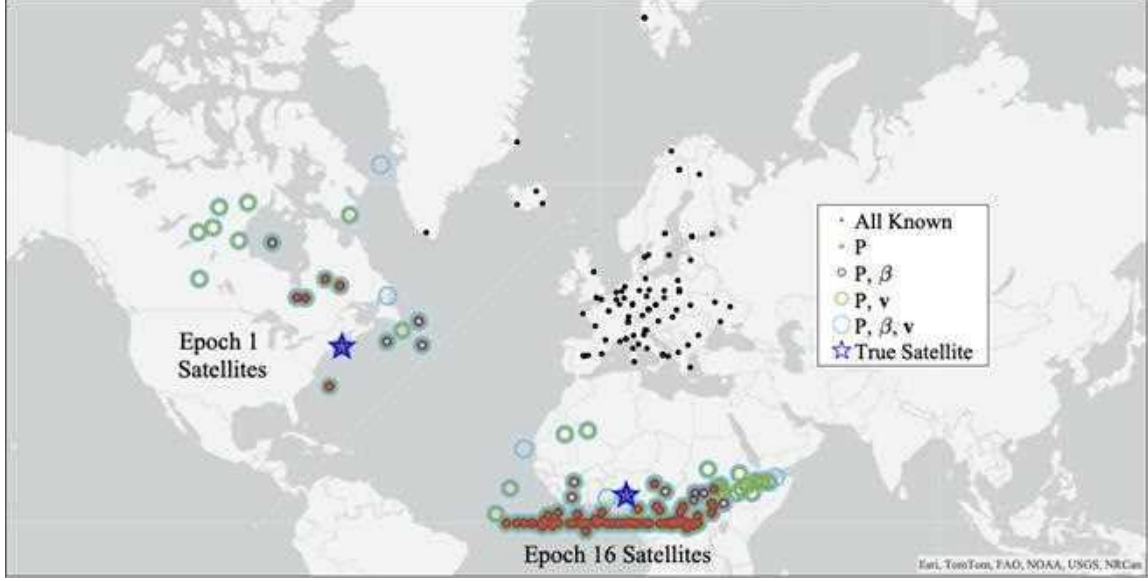 All Known
P
P, β
P, v
P, β, v
True Satellite
Epoch 1
Satellites
Epoch 16 Satellites
Esri, TomTom, FAO, NOAA, USGS, NRCan